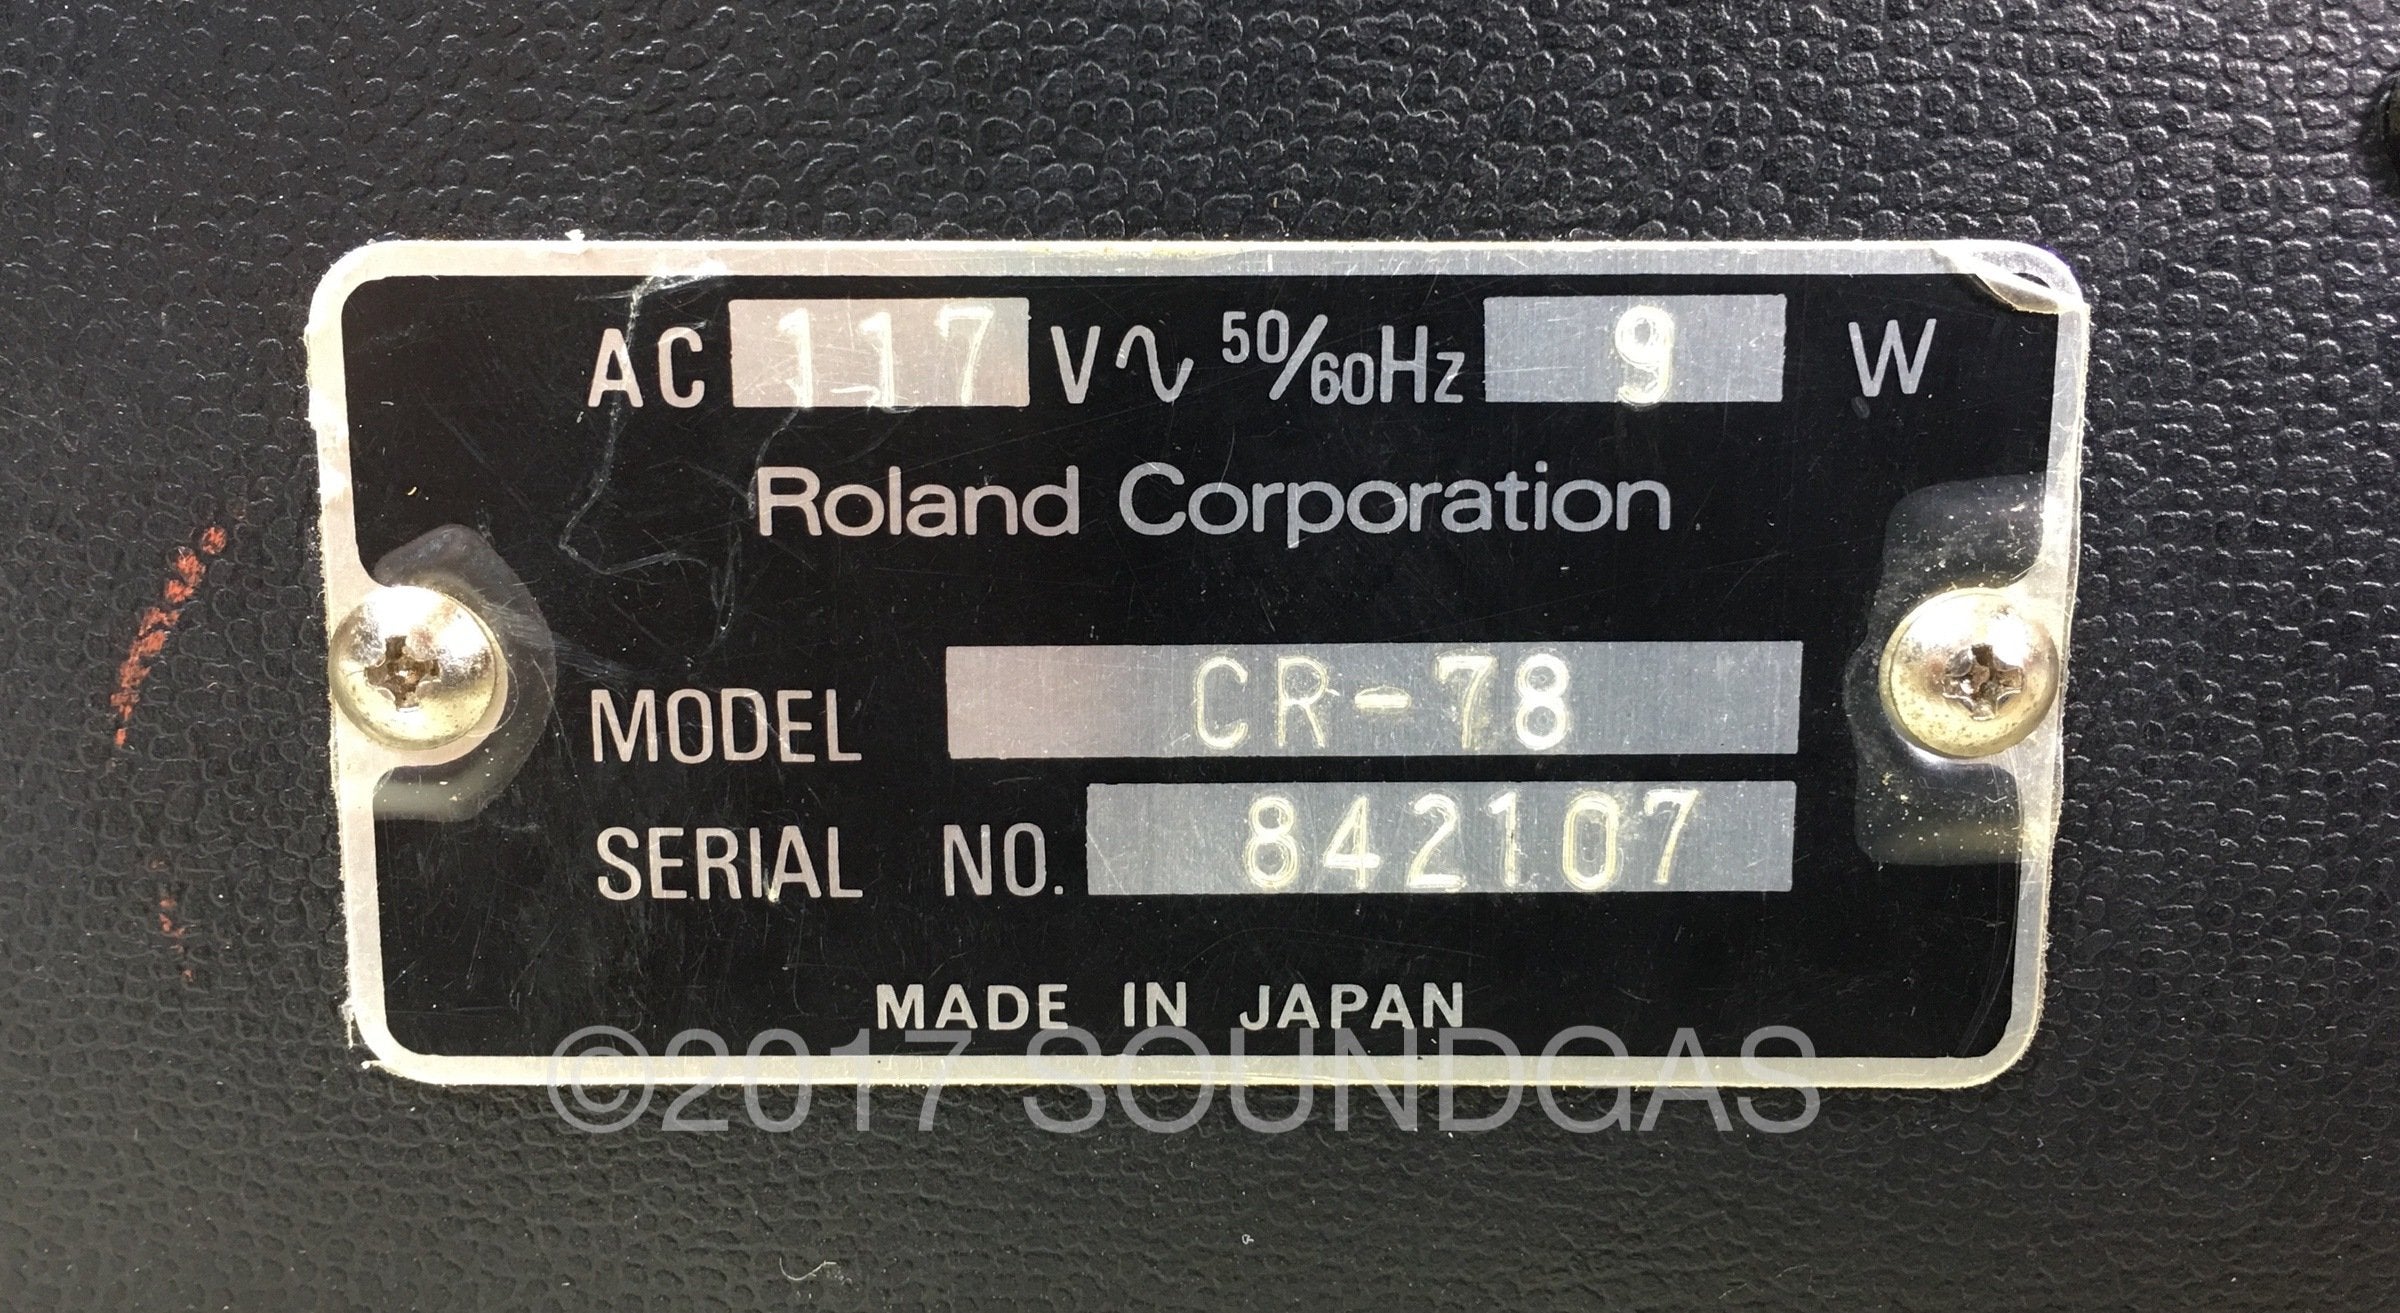 AC 117 V∿ 50/60Hz 9 W
Roland Corporation
MODEL CR-78
SERIAL NO. 842107
MADE IN JAPAN
©2017 SOUNDGAS